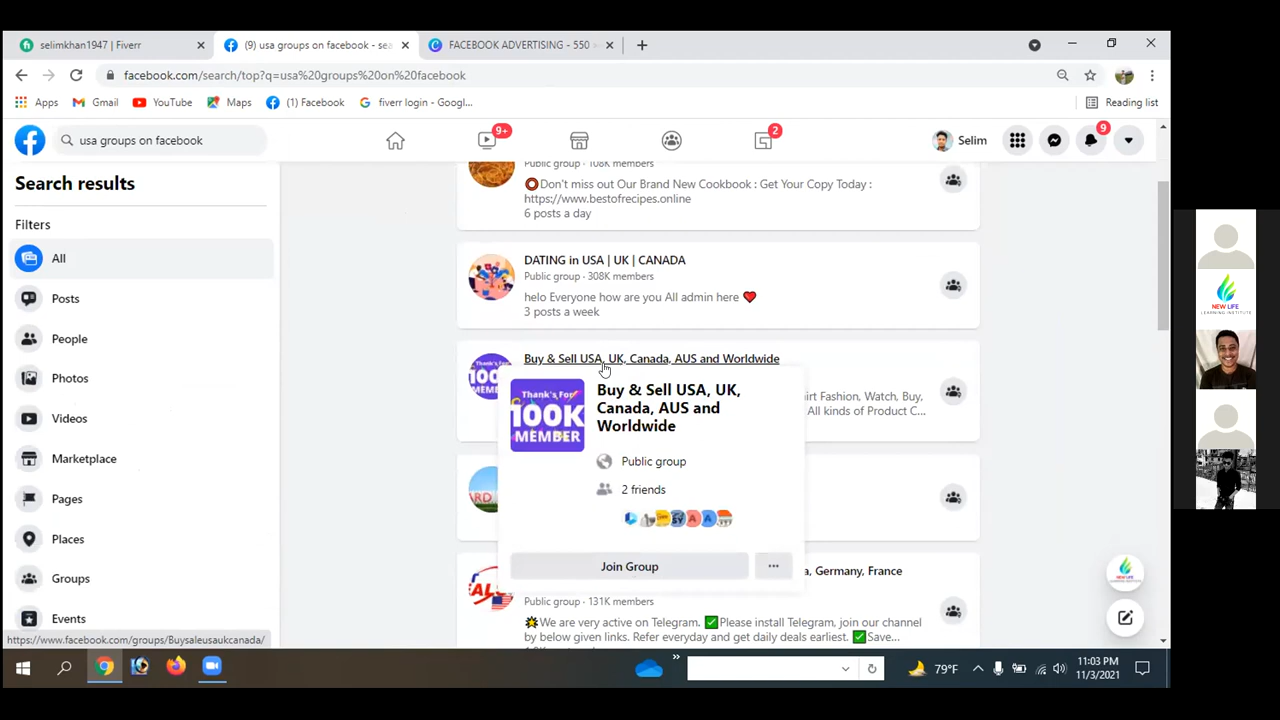 selimkhan1947 | Fiverr
(9) usa groups on facebook - sea
FACEBOOK ADVERTISING - 550
facebook.com/search/top?q=usa%20groups%20on%20facebook
Apps
Gmail
YouTube
Maps
(1) Facebook
fiverr login - Googl...
Reading list
usa groups on facebook
9+
2
Selim
9
Search results
Filters
All
Posts
People
Photos
Videos
Marketplace
Pages
Places
Groups
Events
Public group · 108K members
⭕Don't miss out Our Brand New Cookbook : Get Your Copy Today :
https://www.bestofrecipes.online
6 posts a day
DATING in USA | UK | CANADA
Public group · 308K members
helo Everyone how are you All admin here ❤️
3 posts a week
Buy & Sell USA, UK, Canada, AUS and Worldwide
irt Fashion, Watch, Buy,
All kinds of Product C...
Thank's For
100K
MEMBER
Buy & Sell USA, UK,
Canada, AUS and
Worldwide
Public group
2 friends
Join Group
a, Germany, France
Public group · 131K members
💥We are very active on Telegram. ✅Please install Telegram, join our channel
by below given links. Refer everyday and get daily deals earliest. ✅Save...
https://www.facebook.com/groups/Buysaleusaukcanada/
NEW LIFE
LEARNING INSTITUTE
79°F
11:03 PM
11/3/2021